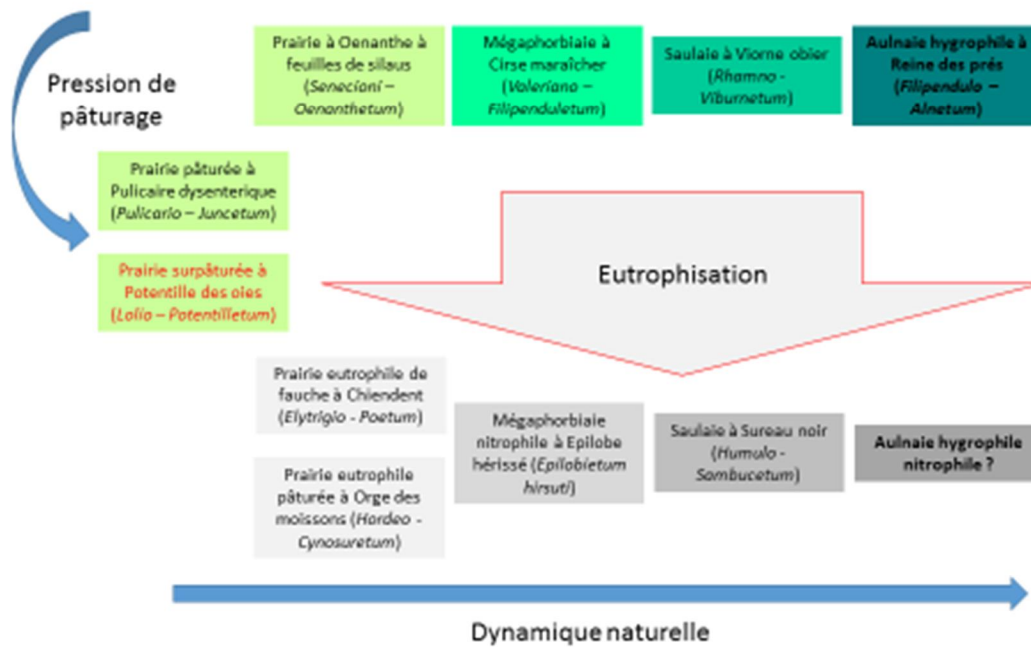 Pression de
pâturage
Prairie à Oenanthe à
feuilles de silaus
(Senecioni –
Oenanthetum)
Mégaphorbiaie à
Cirse maraîcher
(Valeriano –
Filipenduletum)
Saulaie à Viorne obier
(Rhamno -
Viburnetum)
Aulnaie hygrophile à
Reine des prés
(Filipendulo –
Alnetum)
Prairie pâturée à
Pulicaire dysenterique
(Pulicario – Juncetum)
Prairie surpâturée à
Potentille des oies
(Lolio – Potentilletum)
Eutrophisation
Prairie eutrophile de
fauche à Chiendent
(Elytrigio - Poetum)
Mégaphorbiaie
nitrophile à Epilobe
hérissé (Epilobietum
hirsuti)
Saulaie à Sureau noir
(Humulo -
Sambucetum)
Aulnaie hygrophile
nitrophile ?
Prairie eutrophile
pâturée à Orge des
moissons (Hordeo -
Cynosuretum)
Dynamique naturelle